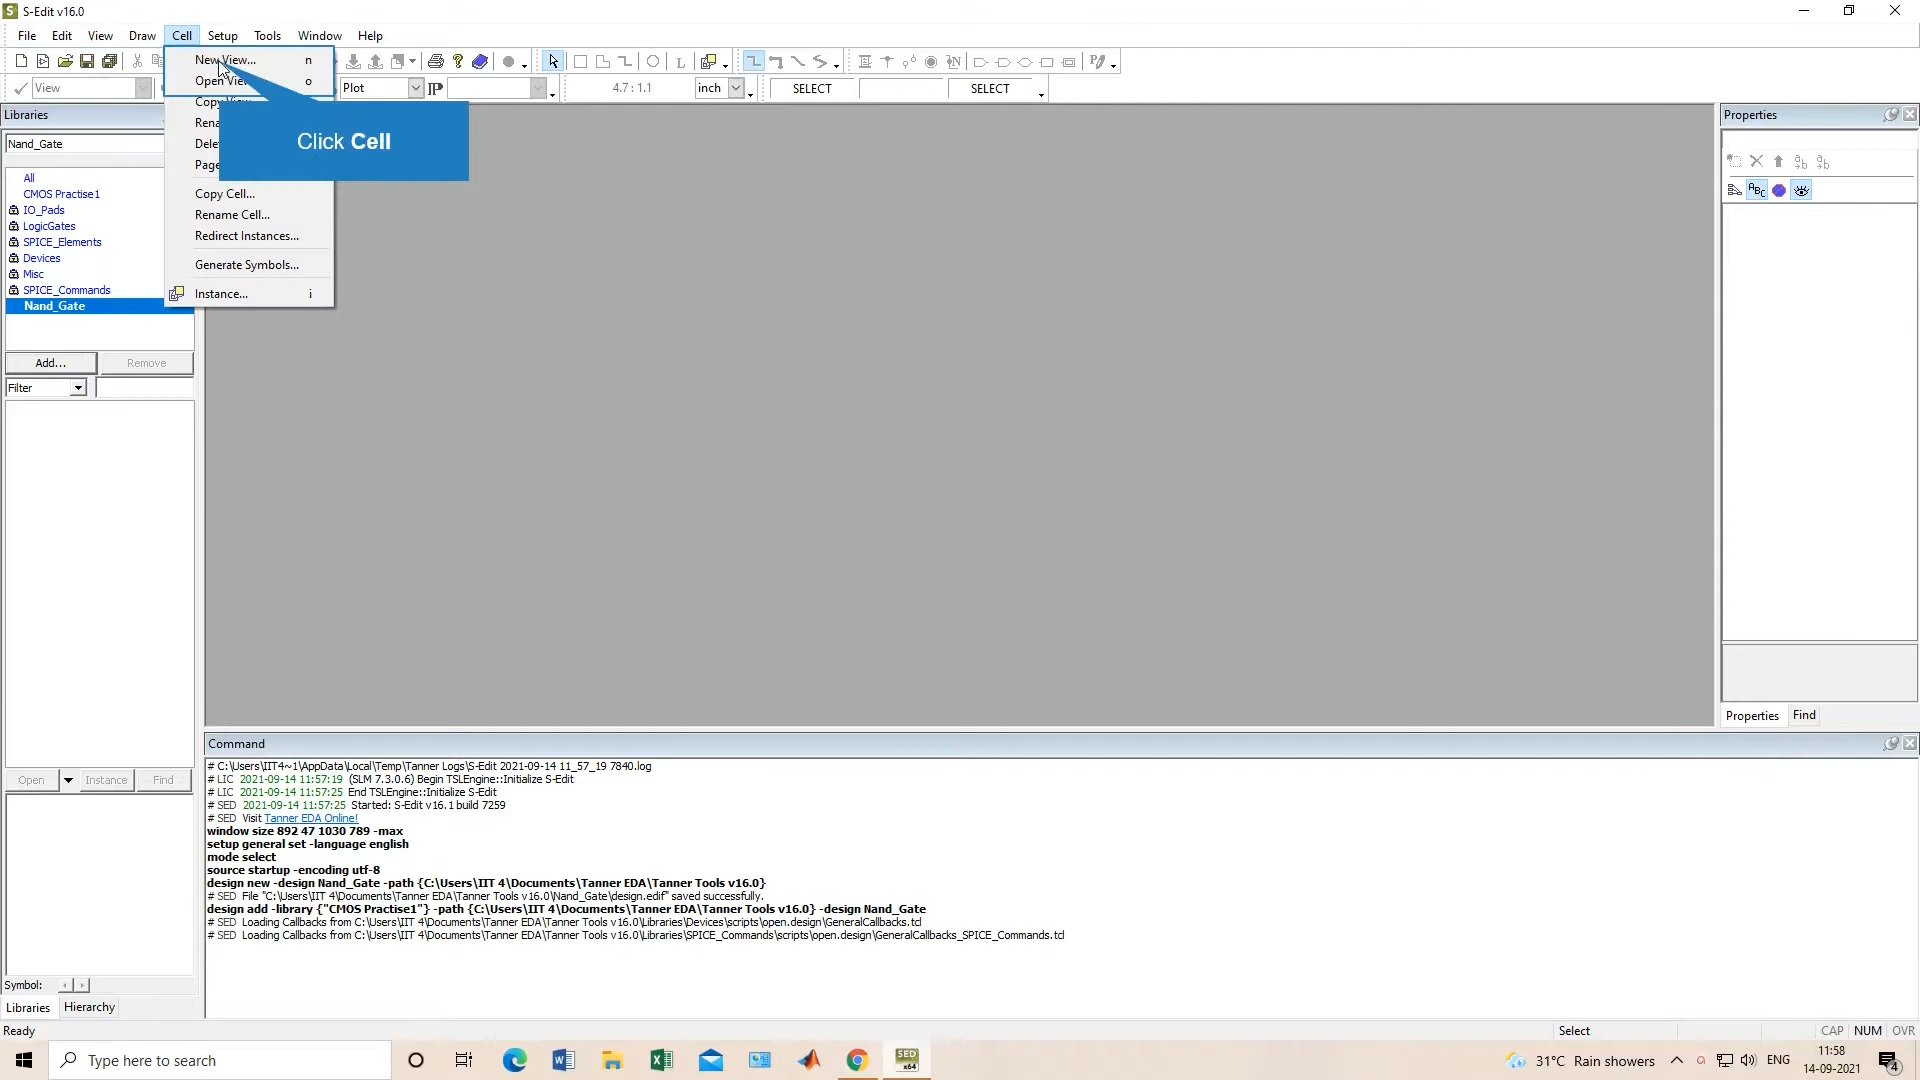 S-Edit v16.0
File Edit View Draw Cell Setup Tools Window Help
View
Plot
4.7 : 1.1
inch
SELECT
SELECT
New View... n
Open Vie o
Copy View
Rena
Dele
Page
Copy Cell...
Rename Cell...
Redirect Instances...
Generate Symbols...
Instance... i
Click Cell
Libraries
Nand_Gate
All
CMOS Practise1
IO_Pads
LogicGates
SPICE_Elements
Devices
Misc
SPICE_Commands
Nand_Gate
Add... Remove
Filter
Open Instance Find
Symbol:
Libraries Hierarchy
Properties
Properties Find
Command
# C:\Users\IIT4~1\AppData\Local\Temp\Tanner Logs\S-Edit 2021-09-14 11_57_19 7840.log
# LIC 2021-09-14 11:57:19 (SLM 7.3.0.6) Begin TSLEngine::Initialize S-Edit
# LIC 2021-09-14 11:57:25 End TSLEngine::Initialize S-Edit
# SED 2021-09-14 11:57:25 Started: S-Edit v16.1 build 7259
# SED Visit Tanner EDA Online!
window size 892 47 1030 789 -max
setup general set -language english
mode select
source startup -encoding utf-8
design new -design Nand_Gate -path {C:\Users\IIT 4\Documents\Tanner EDA\Tanner Tools v16.0}
# SED File "C:\Users\IIT 4\Documents\Tanner EDA\Tanner Tools v16.0\Nand_Gate\design.edif" saved successfully.
design add -library {"CMOS Practise1"} -path {C:\Users\IIT 4\Documents\Tanner EDA\Tanner Tools v16.0} -design Nand_Gate
# SED Loading Callbacks from C:\Users\IIT 4\Documents\Tanner EDA\Tanner Tools v16.0\Libraries\Devices\scripts\open.design\GeneralCallbacks.tcl
# SED Loading Callbacks from C:\Users\IIT 4\Documents\Tanner EDA\Tanner Tools v16.0\Libraries\SPICE_Commands\scripts\open.design\GeneralCallbacks_SPICE_Commands.tcl
Ready Select CAP NUM OVR
Type here to search
SED
x64
31°C Rain showers
ENG
11:58
14-09-2021
4